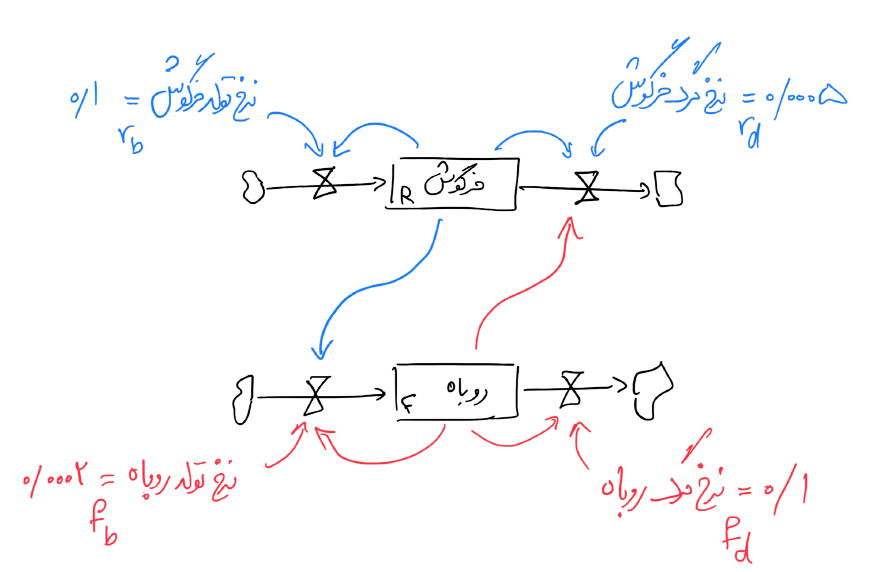 نرخ تولد خرگوش = ۰/۱
r_b
نرخ مرگ خرگوش = ۰/۰۰۰۵
r_d
خرگوش
R
روباه
F
نرخ تولد روباه = ۰/۰۰۰۲
f_b
نرخ مرگ روباه = ۰/۱
f_d